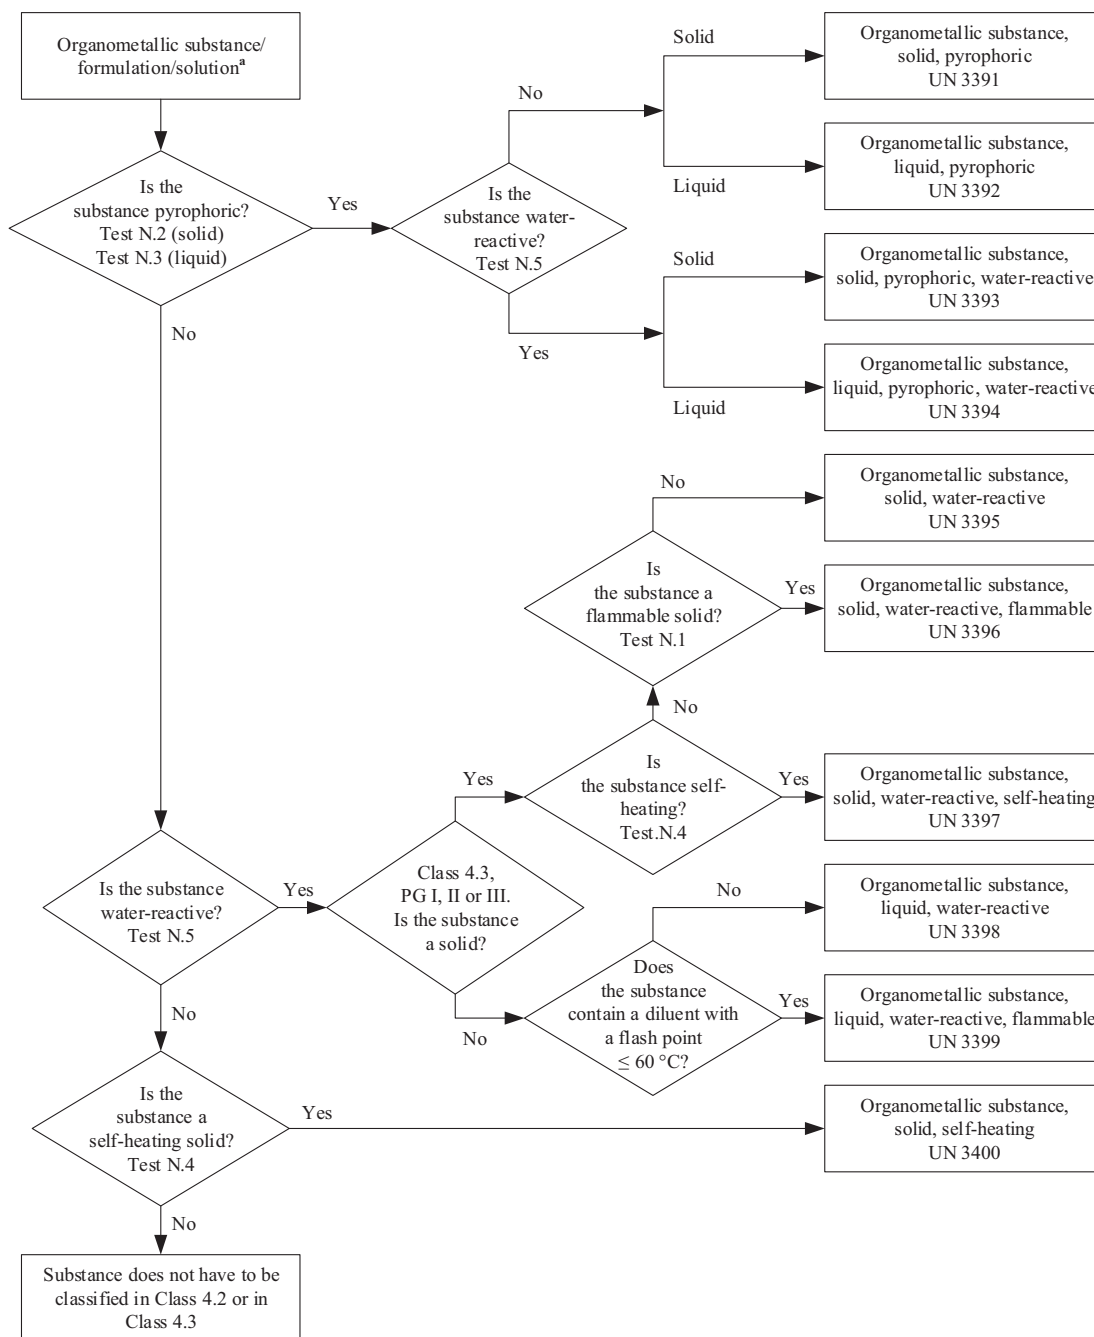 Organometallic substance/
formulation/solutionᵃ
Is the
substance pyrophoric?
Test N.2 (solid)
Test N.3 (liquid)
Yes
No
Is the
substance water-
reactive?
Test N.5
No
Yes
Solid
Liquid
Solid
Liquid
Organometallic substance,
solid, pyrophoric
UN 3391
Organometallic substance,
liquid, pyrophoric
UN 3392
Organometallic substance,
solid, pyrophoric, water-reactive
UN 3393
Organometallic substance,
liquid, pyrophoric, water-reactive
UN 3394
No
Organometallic substance,
solid, water-reactive
UN 3395
Is
the substance a
flammable solid?
Test N.1
Yes
Organometallic substance,
solid, water-reactive, flammable
UN 3396
No
Yes
Is
the substance self-
heating?
Test.N.4
Yes
Organometallic substance,
solid, water-reactive, self-heating
UN 3397
Is the substance
water-reactive?
Test N.5
Yes
Class 4.3,
PG I, II or III.
Is the substance
a solid?
No
Organometallic substance,
liquid, water-reactive
UN 3398
No
No
Does
the substance
contain a diluent with
a flash point
≤ 60 °C?
Yes
Organometallic substance,
liquid, water-reactive, flammable
UN 3399
Is the
substance a
self-heating solid?
Test N.4
Yes
Organometallic substance,
solid, self-heating
UN 3400
No
Substance does not have to be
classified in Class 4.2 or in
Class 4.3